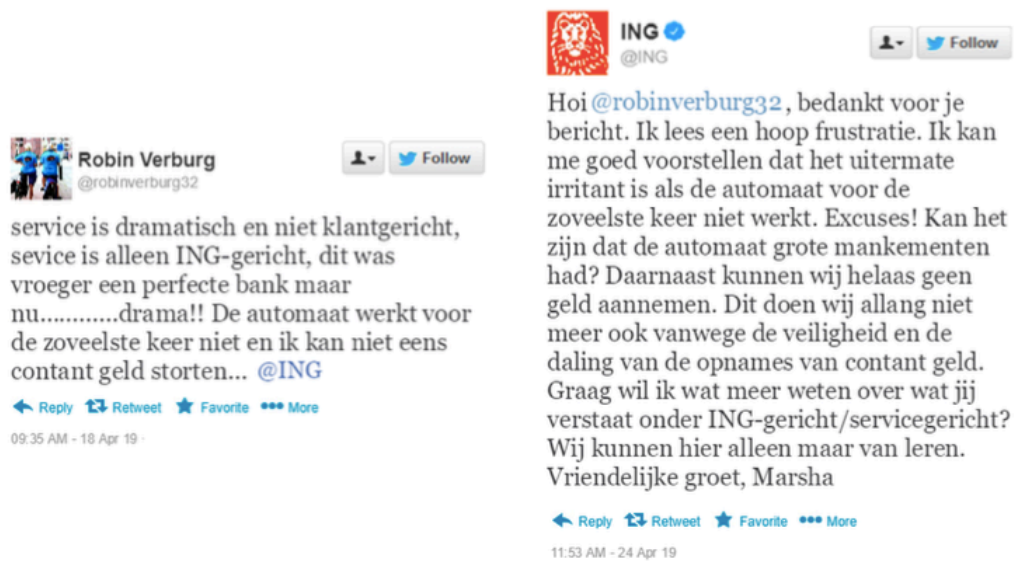 Robin Verburg
@robinverburg32
Follow
service is dramatisch en niet klantgericht,
sevice is alleen ING-gericht, dit was
vroeger een perfecte bank maar
nu............drama!! De automaat werkt voor
de zoveelste keer niet en ik kan niet eens
contant geld storten... @ING
Reply Retweet Favorite More
09:35 AM - 18 Apr 19 ·
ING
@ING
Follow
Hoi @robinverburg32, bedankt voor je
bericht. Ik lees een hoop frustratie. Ik kan
me goed voorstellen dat het uitermate
irritant is als de automaat voor de
zoveelste keer niet werkt. Excuses! Kan het
zijn dat de automaat grote mankementen
had? Daarnaast kunnen wij helaas geen
geld aannemen. Dit doen wij allang niet
meer ook vanwege de veiligheid en de
daling van de opnames van contant geld.
Graag wil ik wat meer weten over wat jij
verstaat onder ING-gericht/servicegericht?
Wij kunnen hier alleen maar van leren.
Vriendelijke groet, Marsha
Reply Retweet Favorite More
11:53 AM - 24 Apr 19